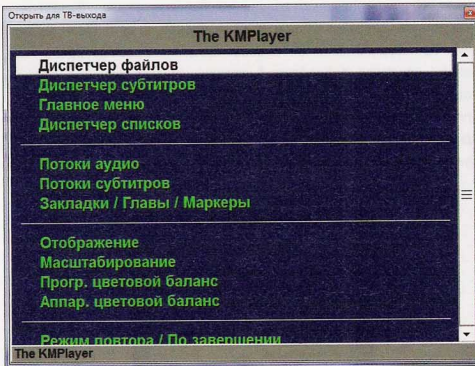 Открыть для ТВ-выхода
The KMPlayer
Диспетчер файлов
Диспетчер субтитров
Главное меню
Диспетчер списков
Потоки аудио
Потоки субтитров
Закладки / Главы / Маркеры
Отображение
Масштабирование
Прогр. цветовой баланс
Аппар. цветовой баланс
Режим повтора / По завершении
The KMPlayer